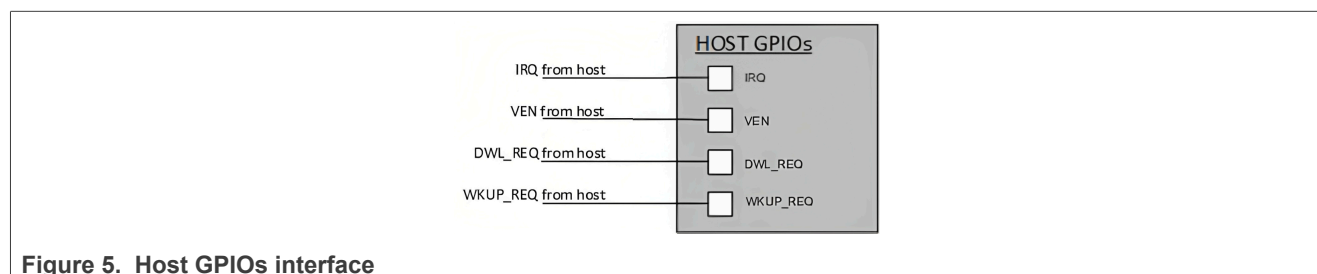 HOST GPIOs
IRQ from host
IRQ
VEN from host
VEN
DWL_REQ from host
DWL_REQ
WKUP_REQ from host
WKUP_REQ
Figure 5. Host GPIOs interface